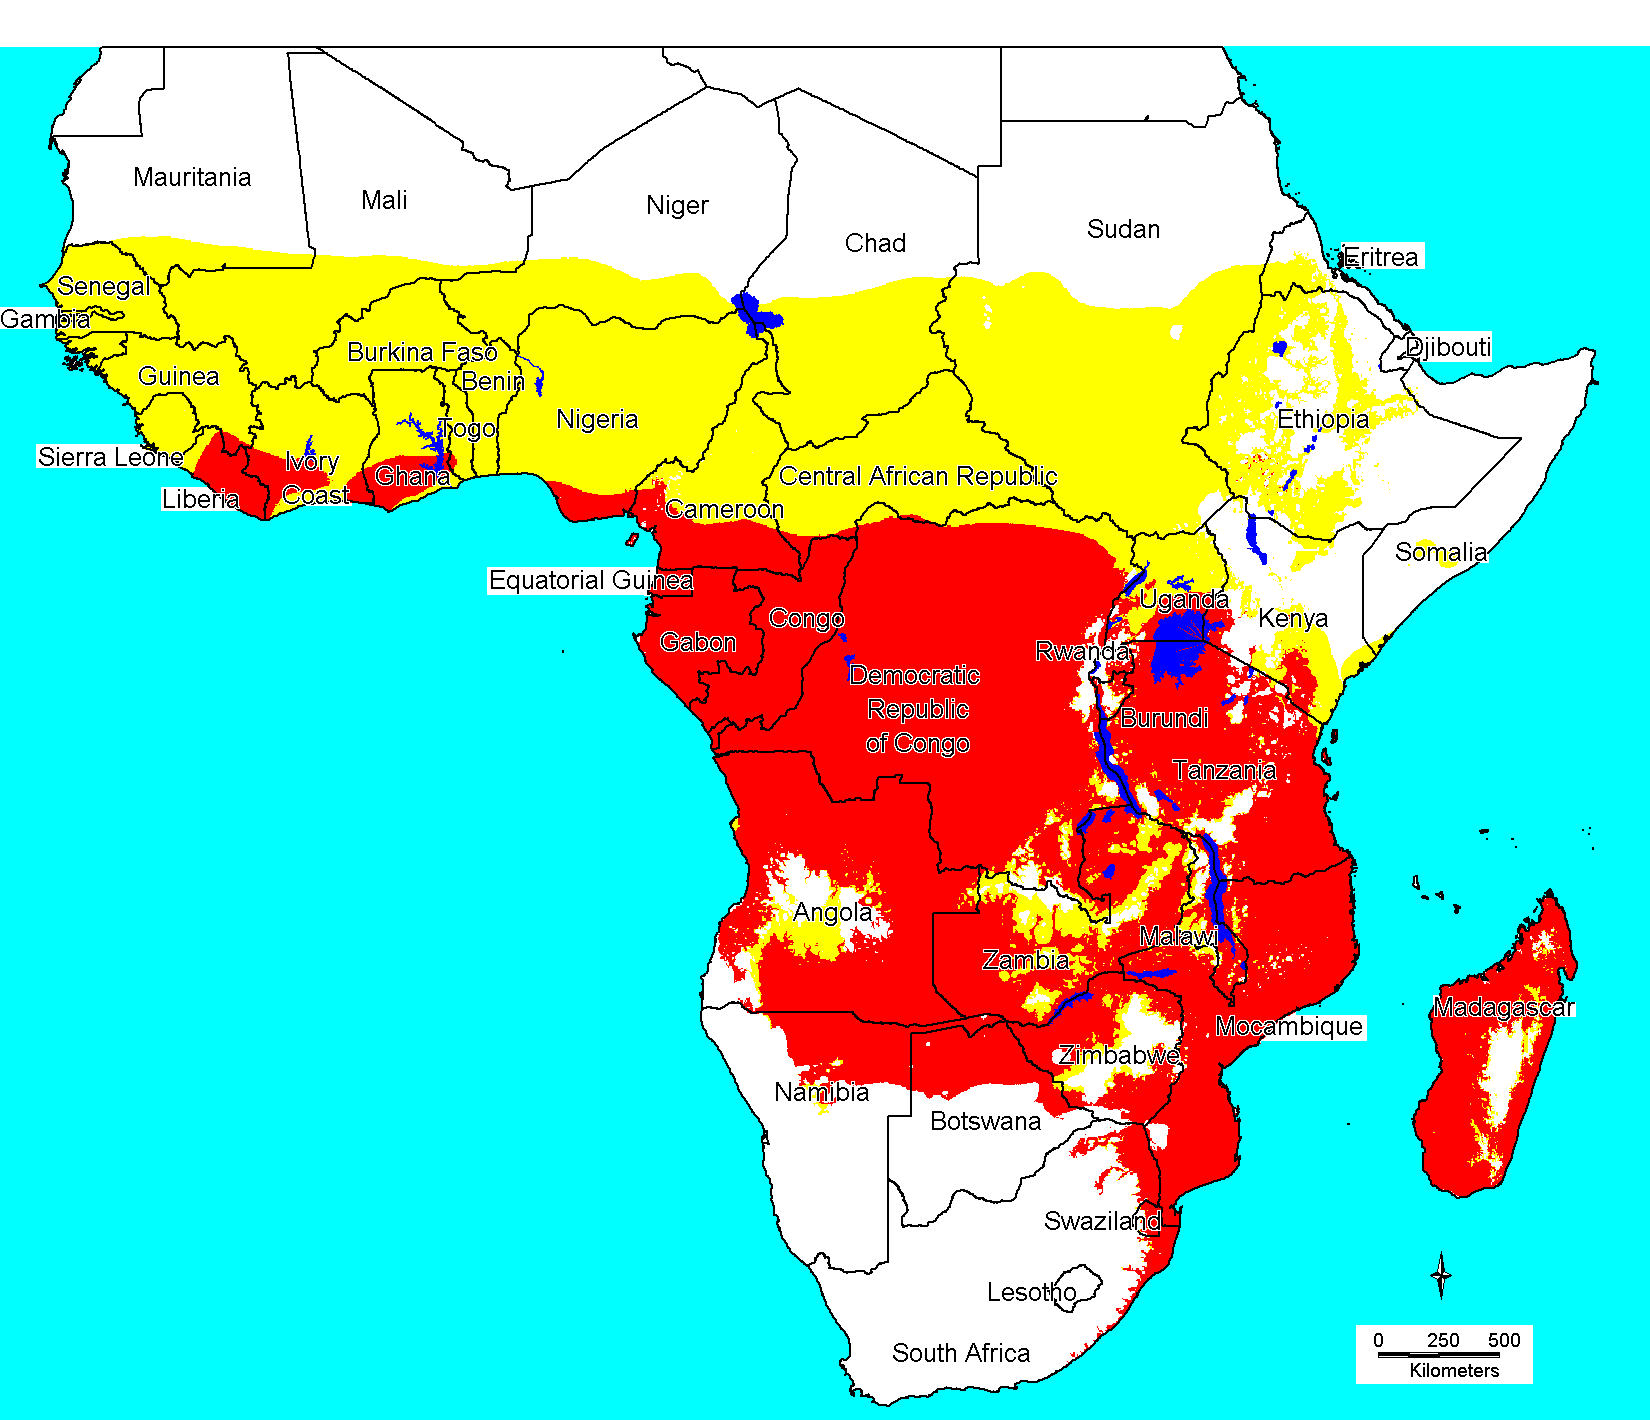 Mauritania
Mali
Niger
Chad
Sudan
Eritrea
Senegal
Gambia
Burkina Faso
Djibouti
Guinea
Benin
Nigeria
Togo
Ethiopia
Sierra Leone
Ivory
Coast
Ghana
Central African Republic
Liberia
Cameroon
Somalia
Equatorial Guinea
Uganda
Congo
Kenya
Gabon
Rwanda
Democratic
Republic
of Congo
Burundi
Tanzania
Angola
Malawi
Zambia
Madagascar
Mocambique
Zimbabwe
Namibia
Botswana
Swaziland
Lesotho
South Africa
0 250 500
Kilometers